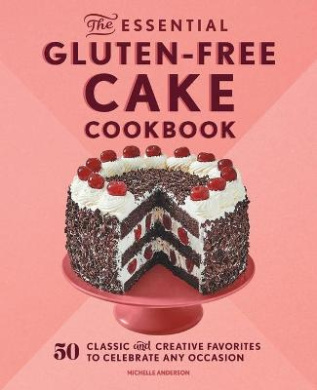 The ESSENTIAL
GLUTEN-FREE
CAKE
COOKBOOK
50 CLASSIC and CREATIVE FAVORITES
TO CELEBRATE ANY OCCASION
MICHELLE ANDERSON